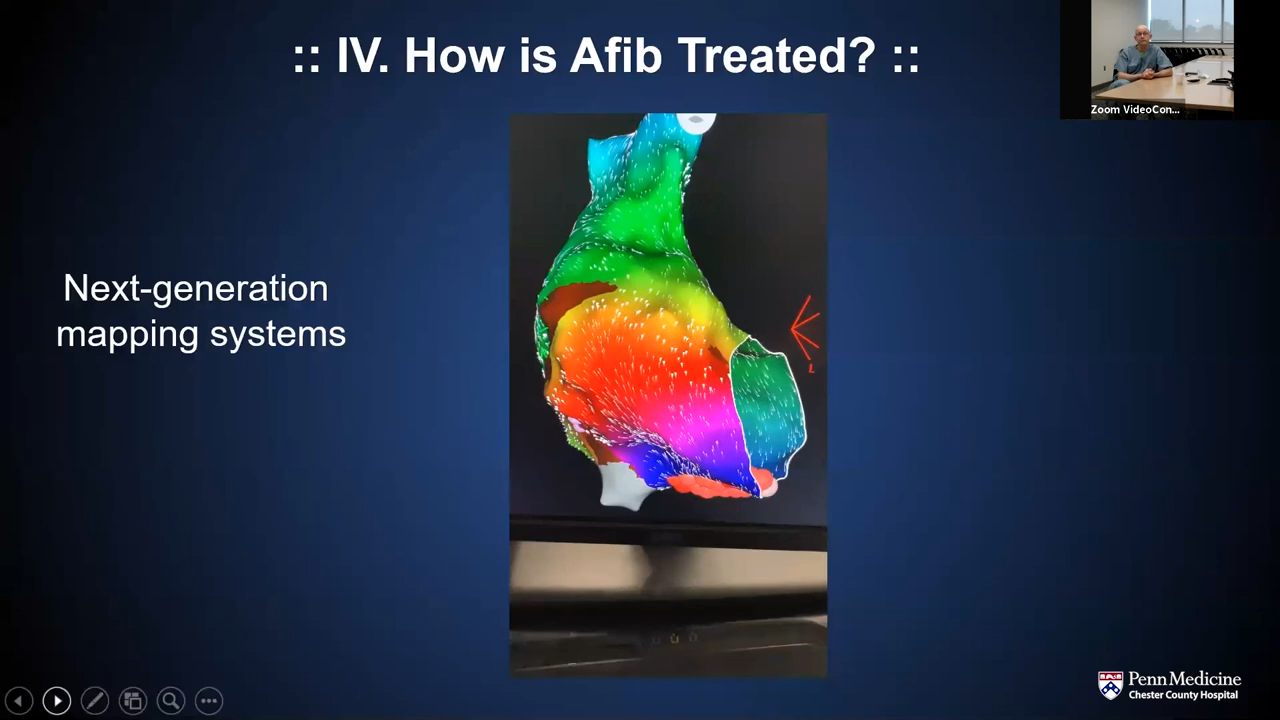 :: IV. How is Afib Treated? ::
Zoom VideoCon...
Next-generation
mapping systems
L
Penn Medicine
Chester County Hospital